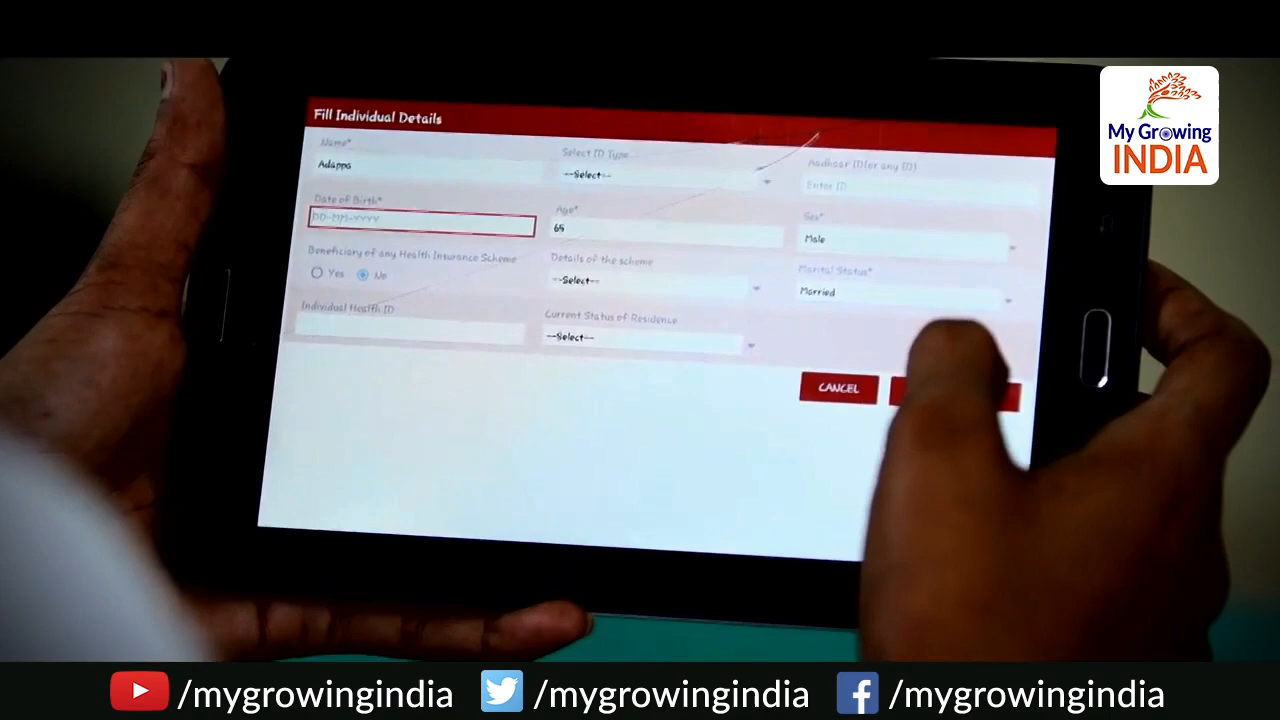 My Growing
INDIA
Fill Individual Details
Name*
Adappa
Select ID Type
--Select--
Aadhaar ID(or any ID)
Enter ID
Date of Birth*
DD-MM-YYYY
Age*
65
Sex*
Male
Beneficiary of any Health Insurance Scheme
Yes No
Details of the scheme
--Select--
Marital Status*
Married
Individual Health ID
Current Status of Residence
--Select--
CANCEL
/mygrowingindia /mygrowingindia /mygrowingindia